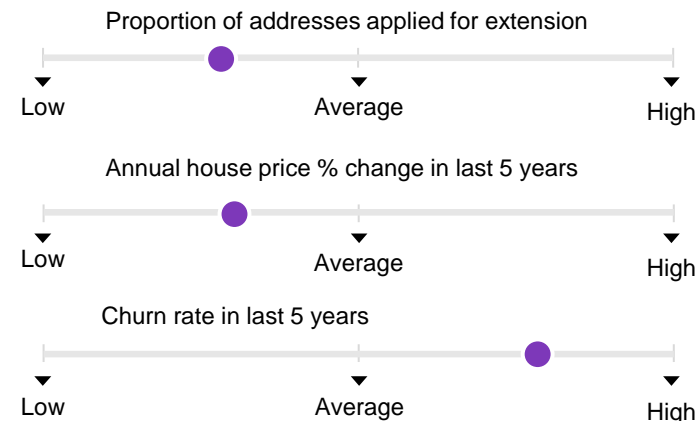 Proportion of addresses applied for extension
Low
Average
High
Annual house price % change in last 5 years
Low
Average
High
Churn rate in last 5 years
Low
Average
High